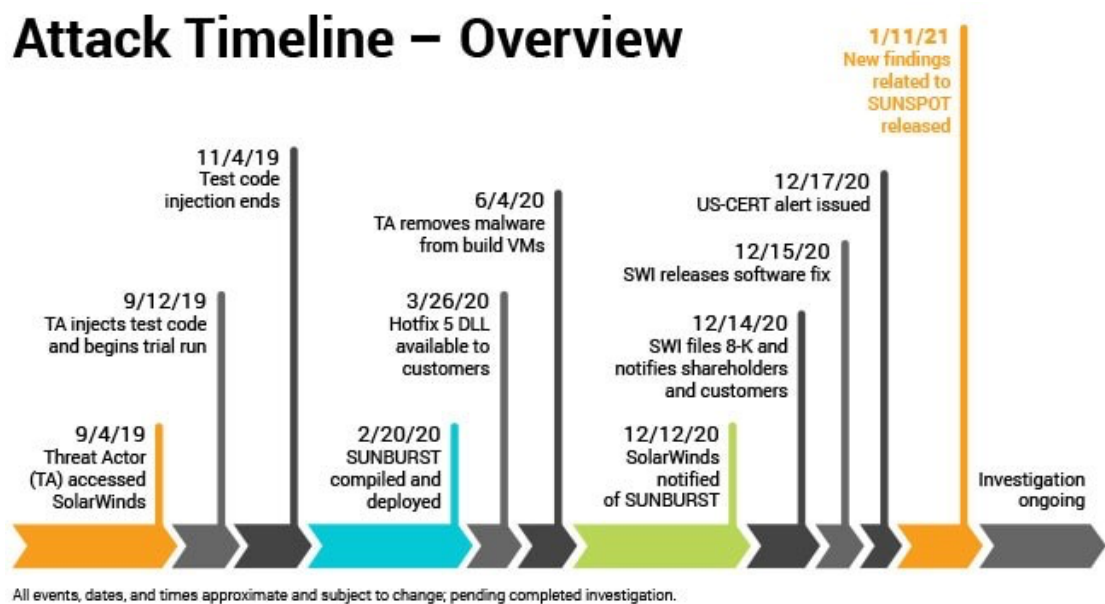 Attack Timeline – Overview
9/4/19
Threat Actor
(TA) accessed
SolarWinds
9/12/19
TA injects test code
and begins trial run
11/4/19
Test code
injection ends
2/20/20
SUNBURST
compiled and
deployed
3/26/20
Hotfix 5 DLL
available to
customers
6/4/20
TA removes malware
from build VMs
12/12/20
SolarWinds
notified
of SUNBURST
12/14/20
SWI files 8-K and
notifies shareholders
and customers
12/15/20
SWI releases software fix
12/17/20
US-CERT alert issued
1/11/21
New findings
related to
SUNSPOT
released
Investigation
ongoing
All events, dates, and times approximate and subject to change; pending completed investigation.